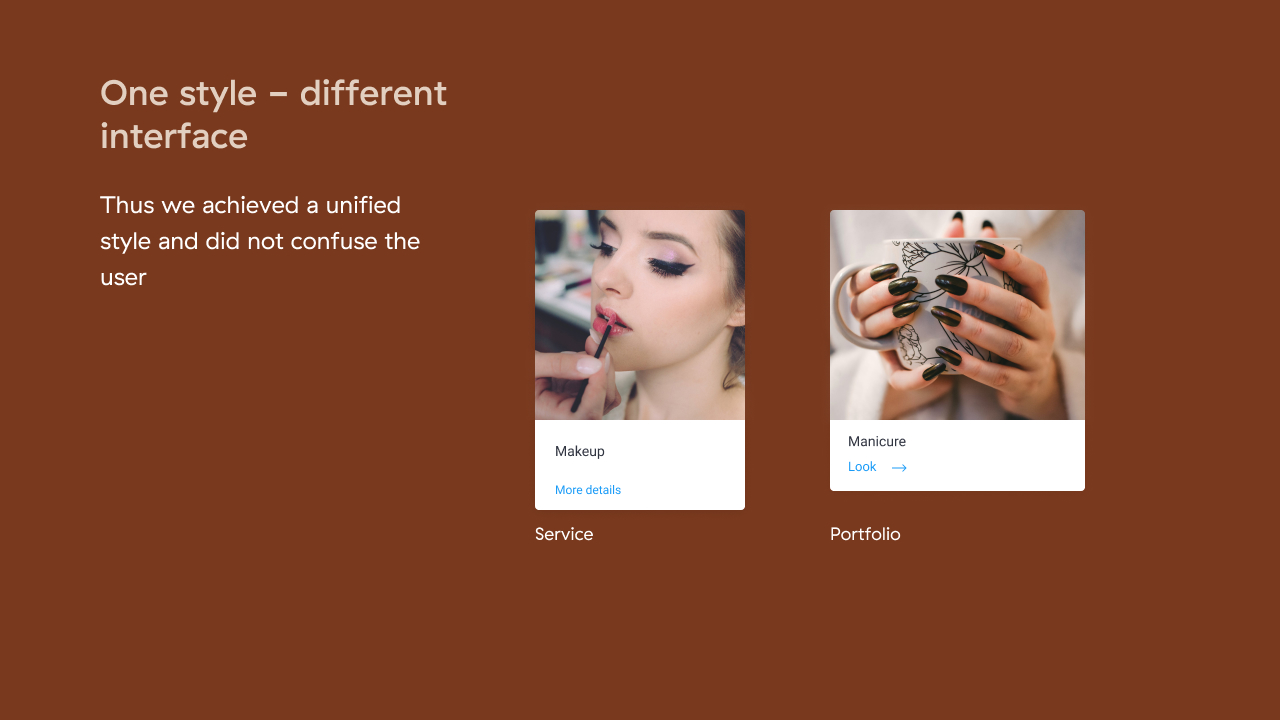 One style – different
interface
Thus we achieved a unified
style and did not confuse the
user
Makeup
More details
Service
Manicure
Look →
Portfolio